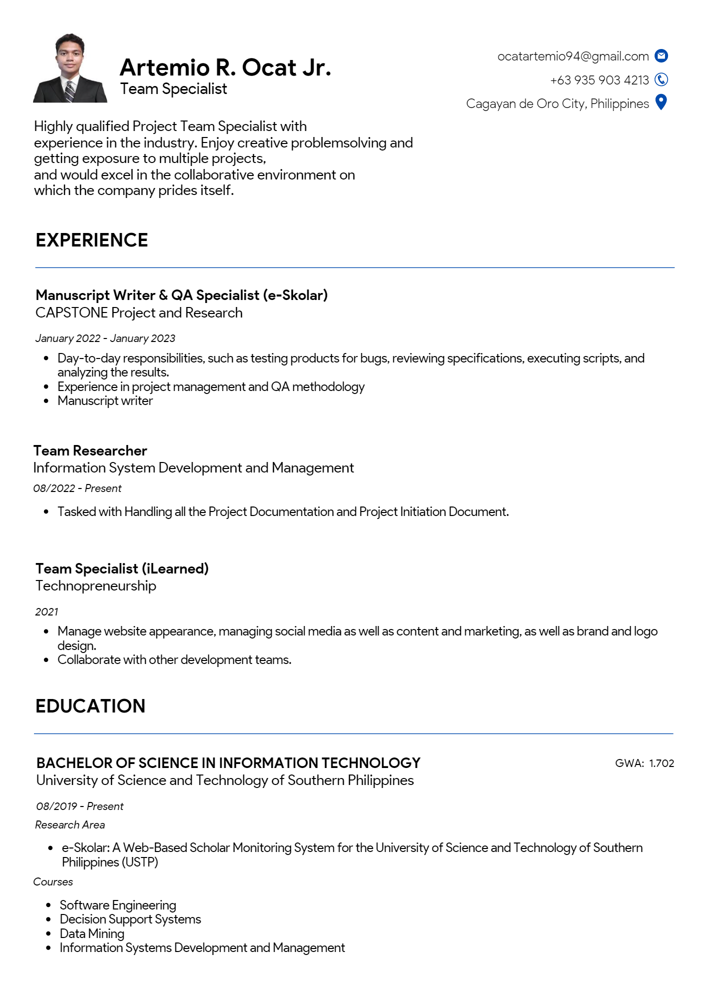 Artemio R. Ocat Jr.
Team Specialist
ocatartemio94@gmail.com
+63 935 903 4213
Cagayan de Oro City, Philippines
Highly qualified Project Team Specialist with
experience in the industry. Enjoy creative problemsolving and
getting exposure to multiple projects,
and would excel in the collaborative environment on
which the company prides itself.
EXPERIENCE
Manuscript Writer & QA Specialist (e-Skolar)
CAPSTONE Project and Research
January 2022 - January 2023
• Day-to-day responsibilities, such as testing products for bugs, reviewing specifications, executing scripts, and
analyzing the results.
• Experience in project management and QA methodology
• Manuscript writer
Team Researcher
Information System Development and Management
08/2022 - Present
• Tasked with Handling all the Project Documentation and Project Initiation Document.
Team Specialist (iLearned)
Technopreneurship
2021
• Manage website appearance, managing social media as well as content and marketing, as well as brand and logo
design.
• Collaborate with other development teams.
EDUCATION
BACHELOR OF SCIENCE IN INFORMATION TECHNOLOGY
GWA: 1.702
University of Science and Technology of Southern Philippines
08/2019 - Present
Research Area
• e-Skolar: A Web-Based Scholar Monitoring System for the University of Science and Technology of Southern
Philippines (USTP)
Courses
• Software Engineering
• Decision Support Systems
• Data Mining
• Information Systems Development and Management